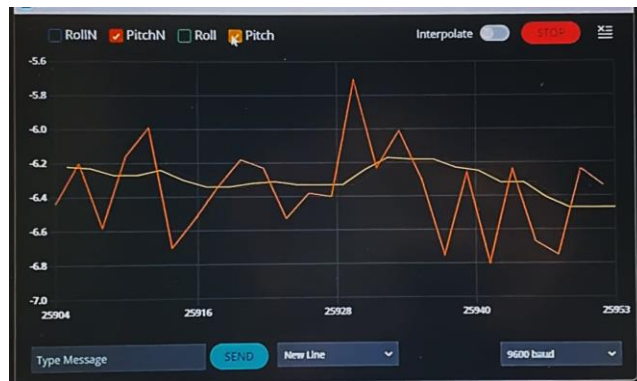 RollN PitchN Roll Pitch Interpolate STOP
-5.6
-5.8
-6.0
-6.2
-6.4
-6.6
-6.8
-7.0
25904 25916 25928 25940 25953
Type Message SEND New Line 9600 baud